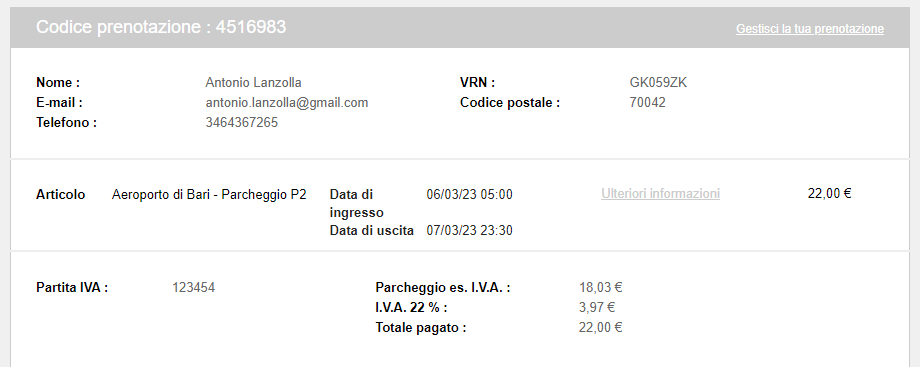 Codice prenotazione : 4516983 Gestisci la tua prenotazione
Nome : Antonio Lanzolla VRN : GK059ZK
E-mail : antonio.lanzolla@gmail.com Codice postale : 70042
Telefono : 3464367265
Articolo Aeroporto di Bari - Parcheggio P2 Data di 06/03/23 05:00 Ulteriori informazioni 22,00 €
ingresso
Data di uscita 07/03/23 23:30
Partita IVA : 123454 Parcheggio es. I.V.A. : 18,03 €
I.V.A. 22 % : 3,97 €
Totale pagato : 22,00 €